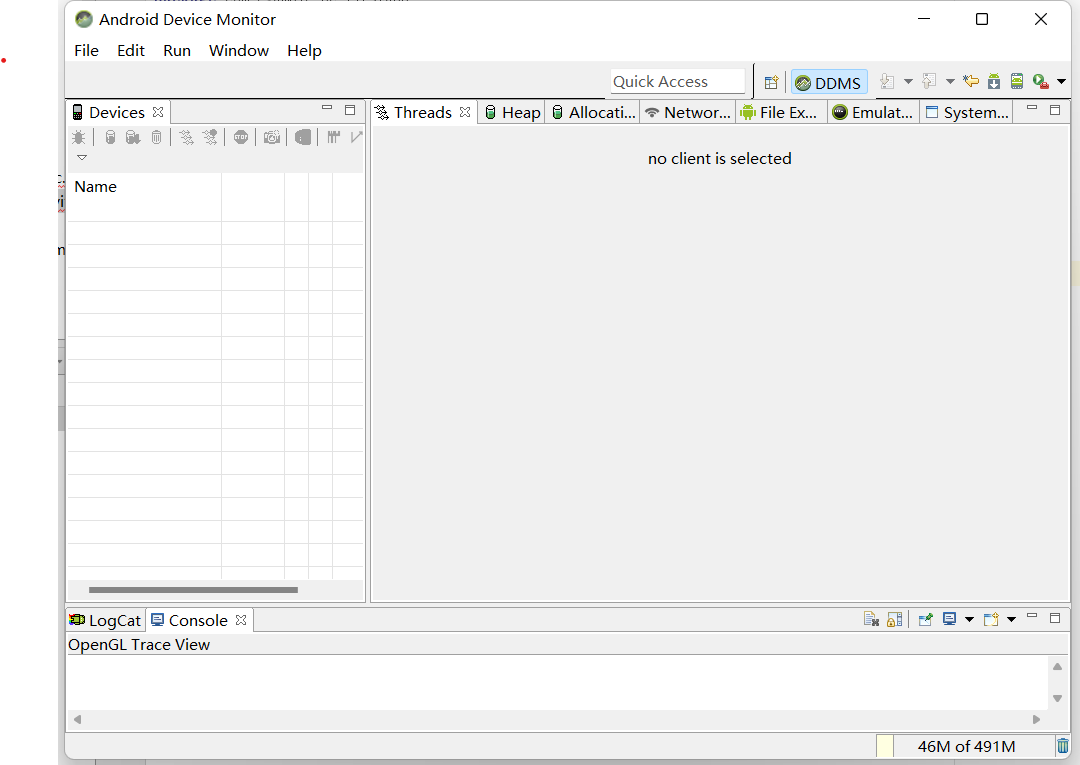 Android Device Monitor
File Edit Run Window Help
Quick Access
DDMS
Devices
Threads Heap Allocati... Networ... File Ex... Emulat... System...
no client is selected
Name
LogCat Console
OpenGL Trace View
46M of 491M